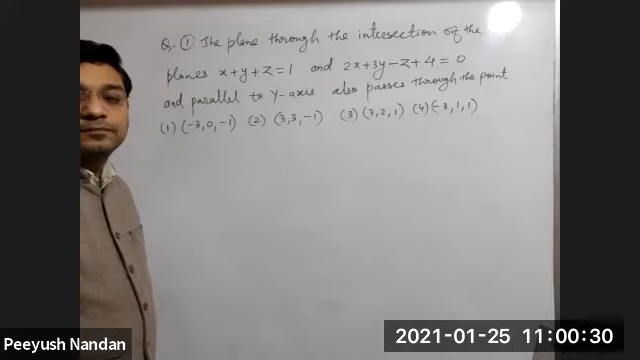 Q.① The plane through the intersection of the
planes x+y+z=1 and 2x+3y-z+4=0
and parallel to Y-axis also passes through the point
(1) (-3,0,-1) (2) (3,3,-1) (3) (3,2,1) (4) (-3,1,1)
Peeyush Nandan
2021-01-25 11:00:30